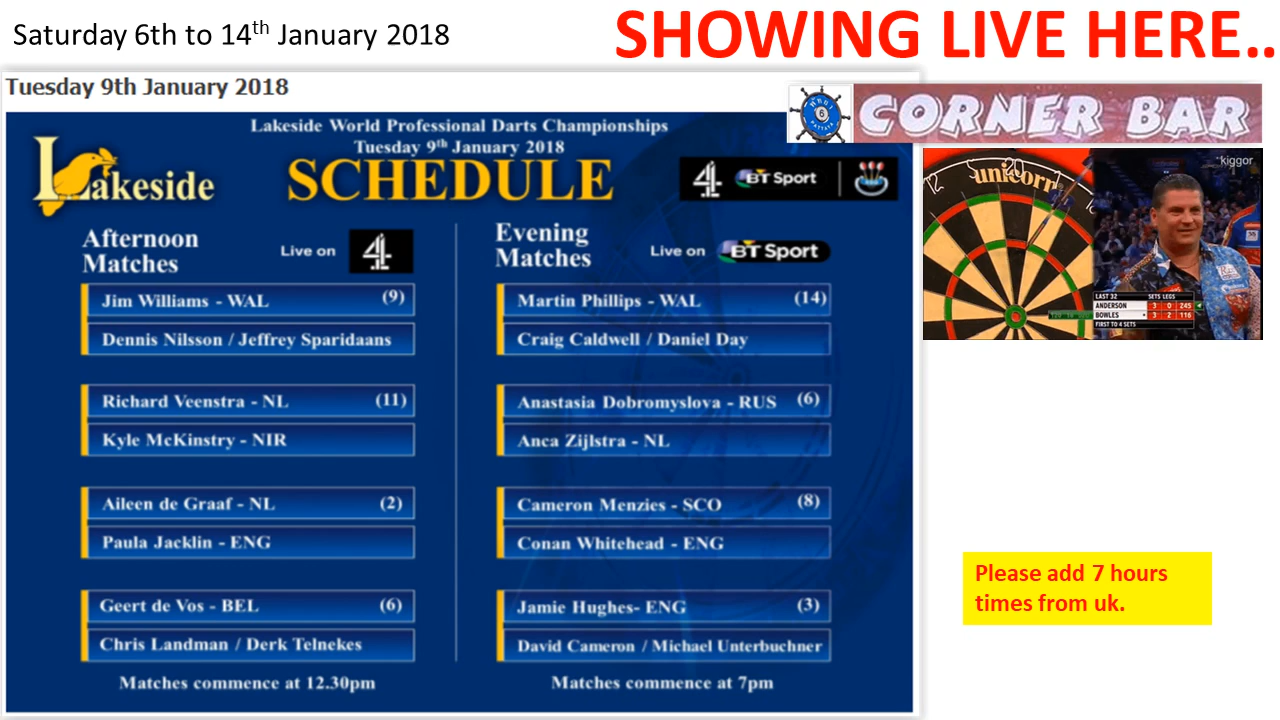 Saturday 6th to 14th January 2018
SHOWING LIVE HERE..
Tuesday 9th January 2018
CORNER BAR
6
PATTAYA
Lakeside World Professional Darts Championships
Tuesday 9th January 2018
Lakeside
SCHEDULE
4
BT Sport
Afternoon
Matches
Live on
4
Jim Williams - WAL (9)
Dennis Nilsson / Jeffrey Sparidaans
Richard Veenstra - NL (11)
Kyle McKinstry - NIR
Aileen de Graaf - NL (2)
Paula Jacklin - ENG
Geert de Vos - BEL (6)
Chris Landman / Derk Telnekes
Matches commence at 12.30pm
Evening
Matches
Live on
BT Sport
Martin Phillips - WAL (14)
Craig Caldwell / Daniel Day
Anastasia Dobromyslova - RUS (6)
Anca Zijlstra - NL
Cameron Menzies - SCO (8)
Conan Whitehead - ENG
Jamie Hughes- ENG (3)
David Cameron / Michael Unterbuchner
Matches commence at 7pm
kiggor
12
20
unicorn
LAST 32 SETS LEGS
ANDERSON 3 0 245
BOWLES 3 2 116
FIRST TO 4 SETS
Please add 7 hours
times from uk.